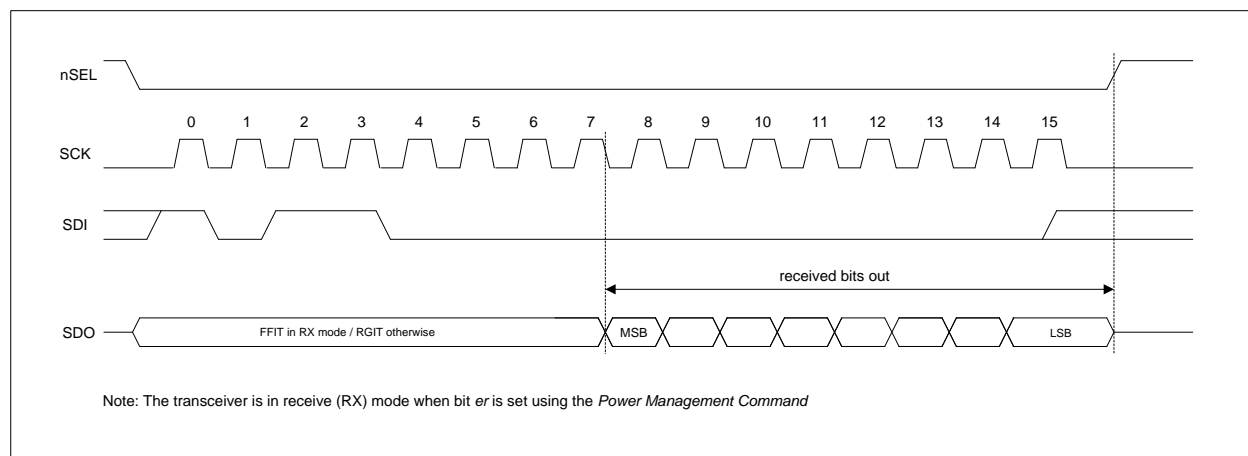 nSEL
0 1 2 3 4 5 6 7 8 9 10 11 12 13 14 15
SCK
SDI
received bits out
SDO
FFIT in RX mode / RGIT otherwise
MSB
LSB
Note: The transceiver is in receive (RX) mode when bit er is set using the Power Management Command